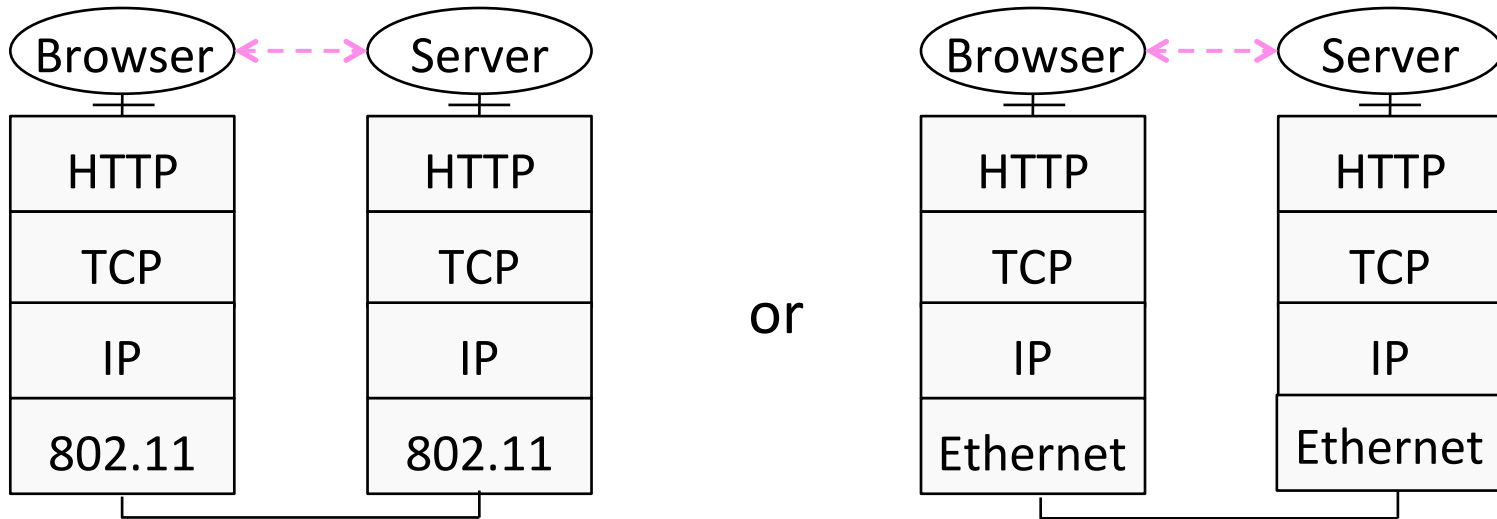 Browser
Server
HTTP
HTTP
TCP
TCP
IP
IP
802.11
802.11
or
Browser
Server
HTTP
HTTP
TCP
TCP
IP
IP
Ethernet
Ethernet